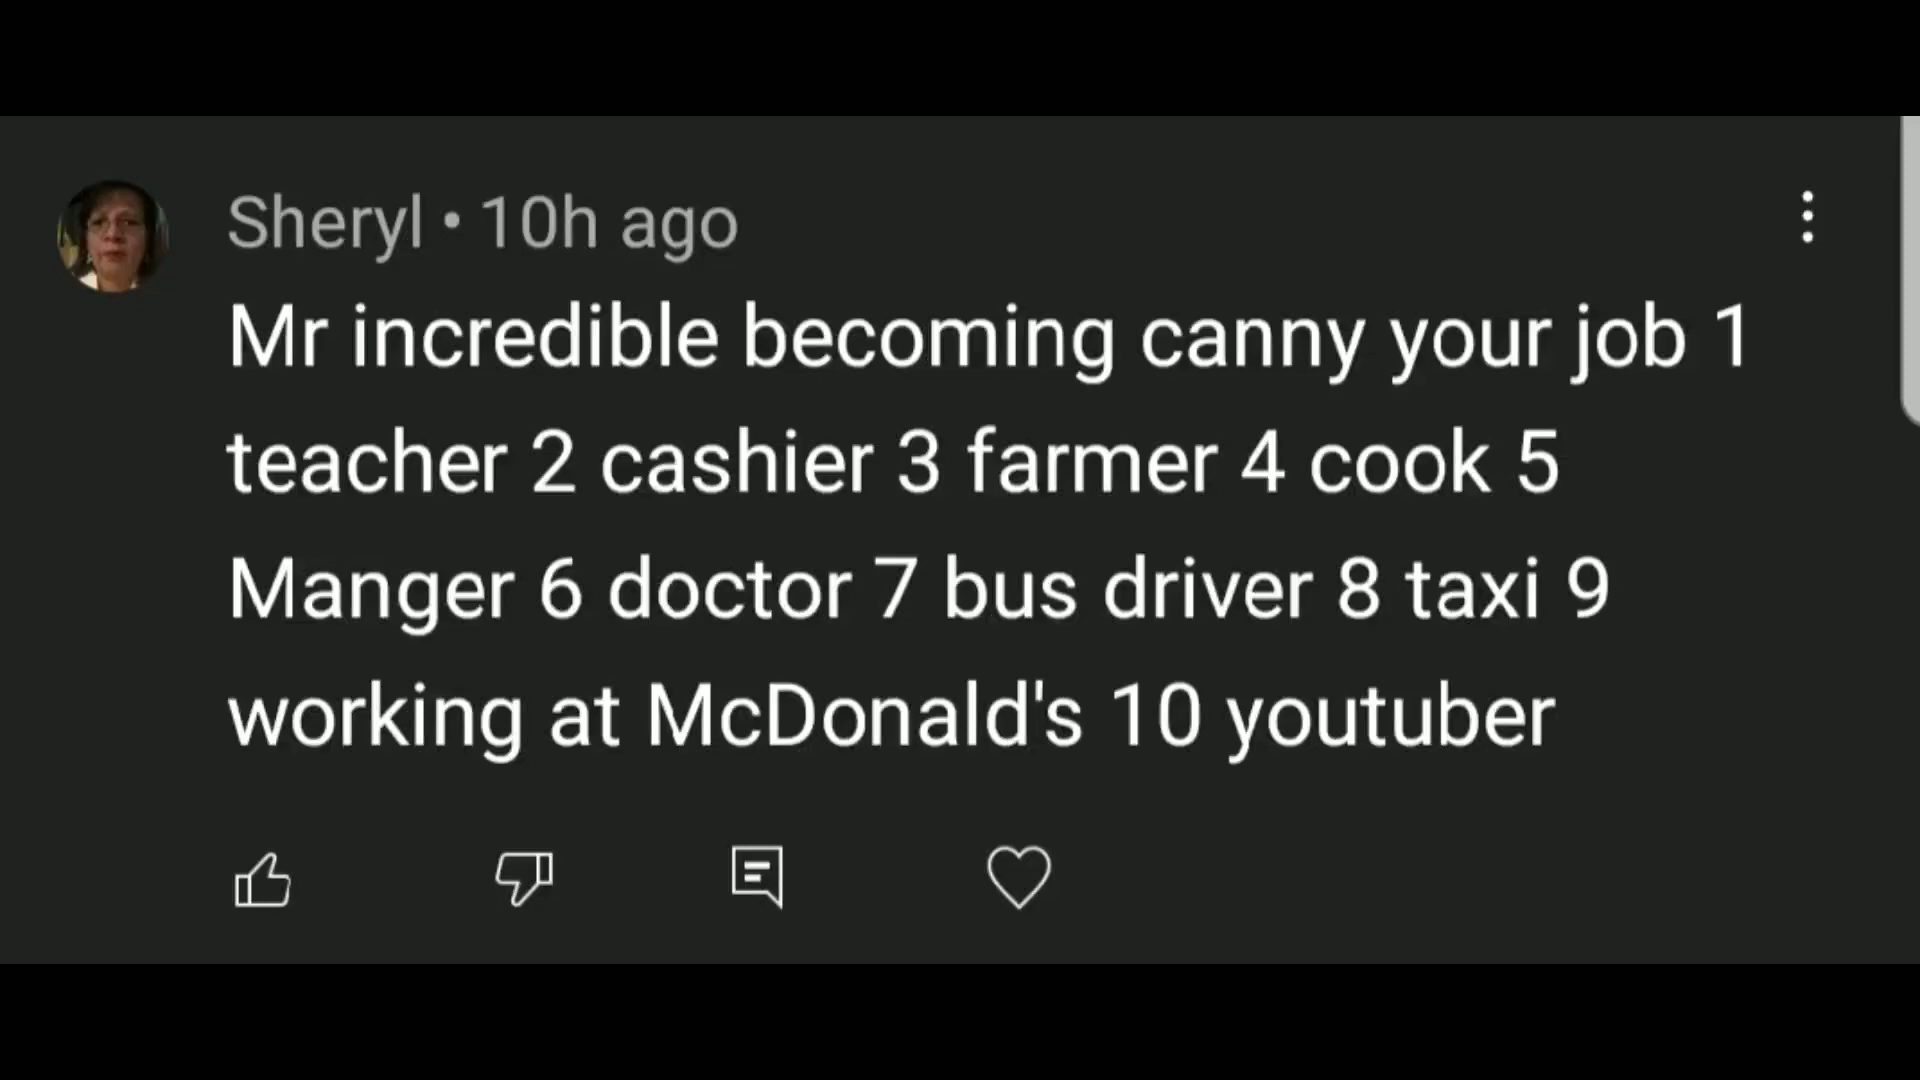 Sheryl • 10h ago
Mr incredible becoming canny your job 1
teacher 2 cashier 3 farmer 4 cook 5
Manger 6 doctor 7 bus driver 8 taxi 9
working at McDonald's 10 youtuber